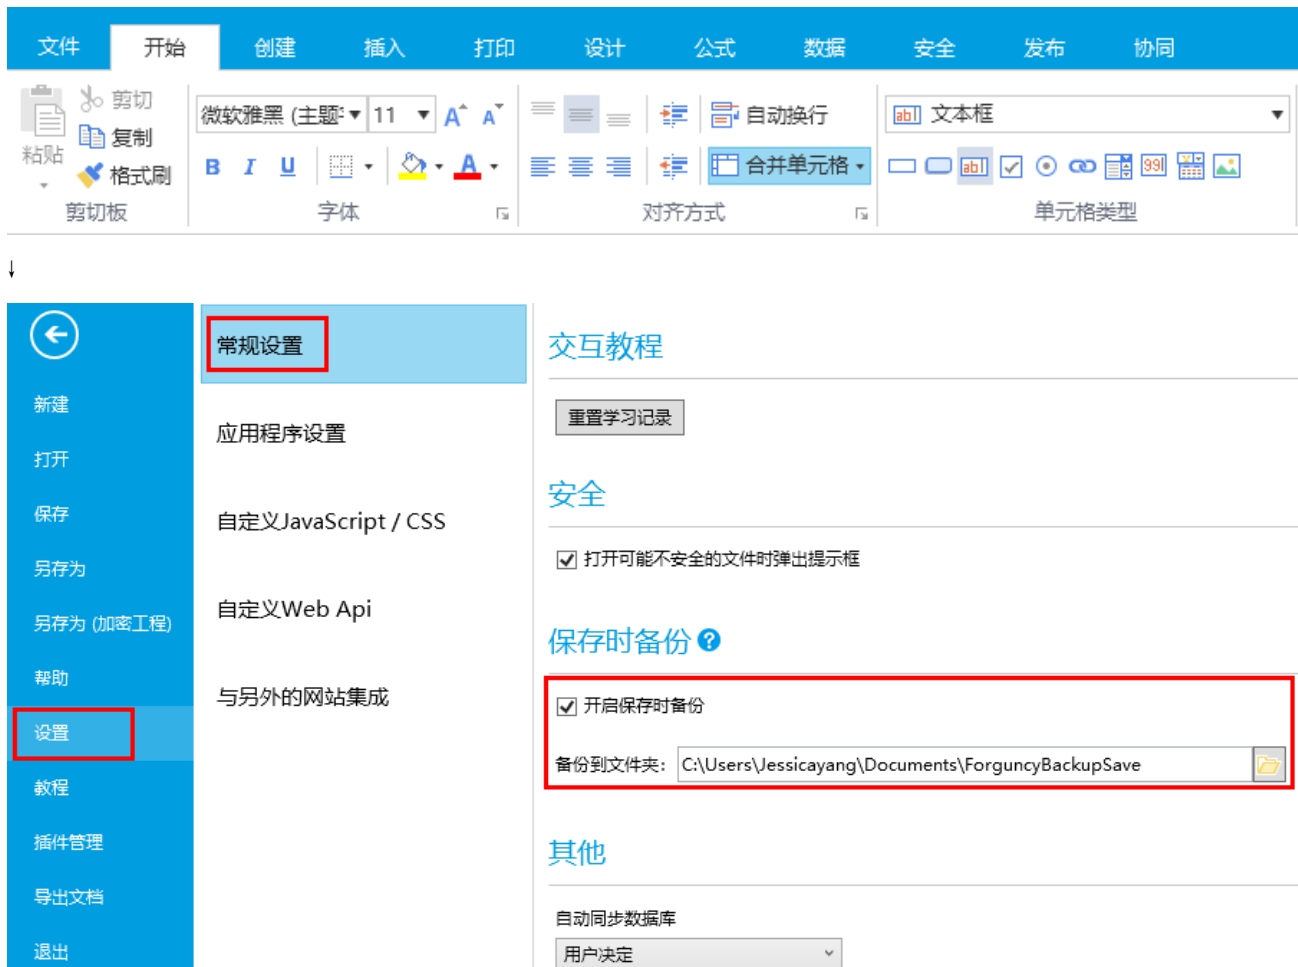 文件 开始 创建 插入 打印 设计 公式 数据 安全 发布 协同
剪切
微软雅黑 (主题 11 A A 自动换行 abl 文本框
复制
粘贴
格式刷 B I U A 合并单元格 abl 99
剪切板 字体 对齐方式 单元格类型
↓
新建
打开
保存
另存为
另存为 (加密工程)
帮助
设置
教程
插件管理
导出文档
退出
常规设置
应用程序设置
自定义JavaScript / CSS
自定义Web Api
与另外的网站集成
交互教程
重置学习记录
安全
打开可能不安全的文件时弹出提示框
保存时备份 ?
开启保存时备份
备份到文件夹: C:\Users\Jessicayang\Documents\ForguncyBackupSave
其他
自动同步数据库
用户决定